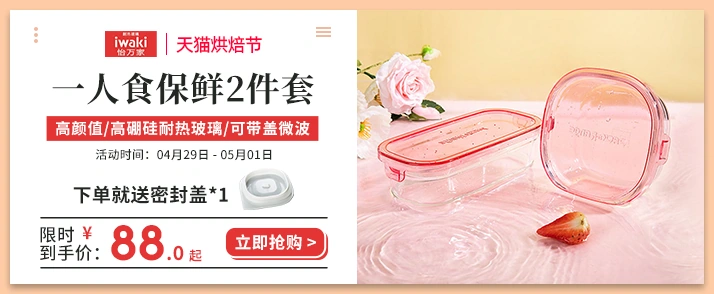 iwaki
怡万家
天猫烘焙节
一人食保鲜2件套
高颜值/高硼硅耐热玻璃/可带盖微波
活动时间：04月29日 - 05月01日
下单就送密封盖*1
限时
到手价：
¥88.0 起
立即抢购 >